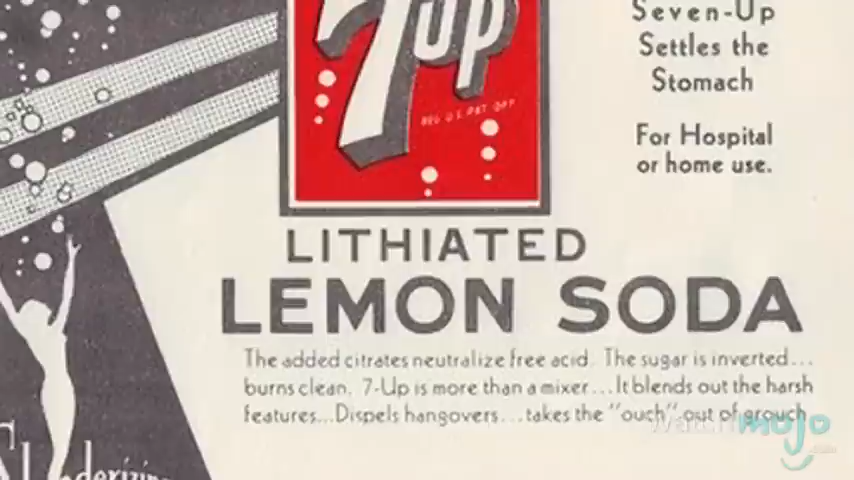 7up
REG U.S. PAT OFF
Seven-Up
Settles the
Stomach
For Hospital
or home use.
LITHIATED
LEMON SODA
The added citrates neutralize free acid. The sugar is inverted...
burns clean. 7-Up is more than a mixer...It blends out the harsh
features...Dispels hangovers...takes the "ouch" out of grouch
WatchMojo
.com